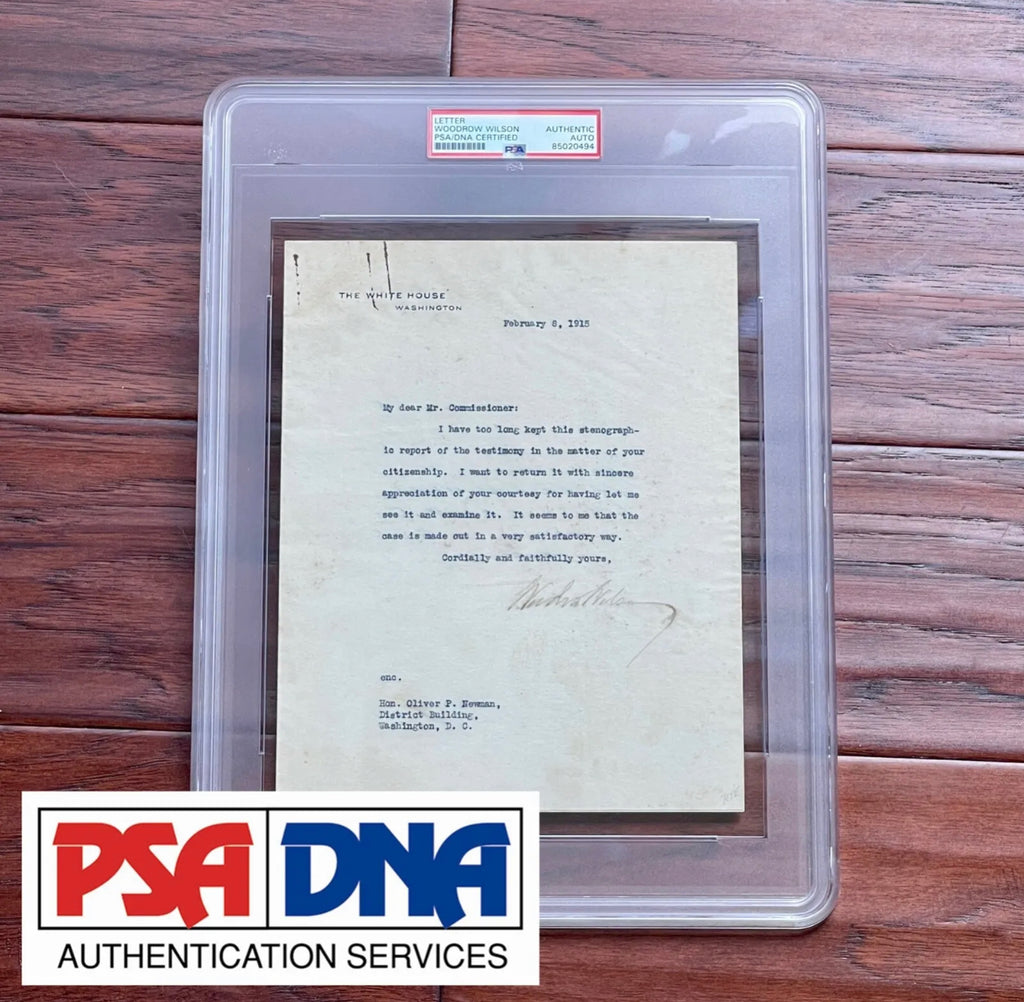 LETTER
WOODROW WILSON AUTHENTIC
PSA/DNA CERTIFIED AUTO
PSA 85020494
THE WHITE HOUSE
WASHINGTON
February 8, 1915
My dear Mr. Commissioner:
I have too long kept this stenograph-
ic report of the testimony in the matter of your
citizenship. I want to return it with sincere
appreciation of your courtesy for having let me
see it and examine it. It seems to me that the
case is made out in a very satisfactory way.
Cordially and faithfully yours,
Woodrow Wilson
enc.
Hon. Oliver P. Newman,
District Building,
Washington, D. C.
PSA DNA
AUTHENTICATION SERVICES